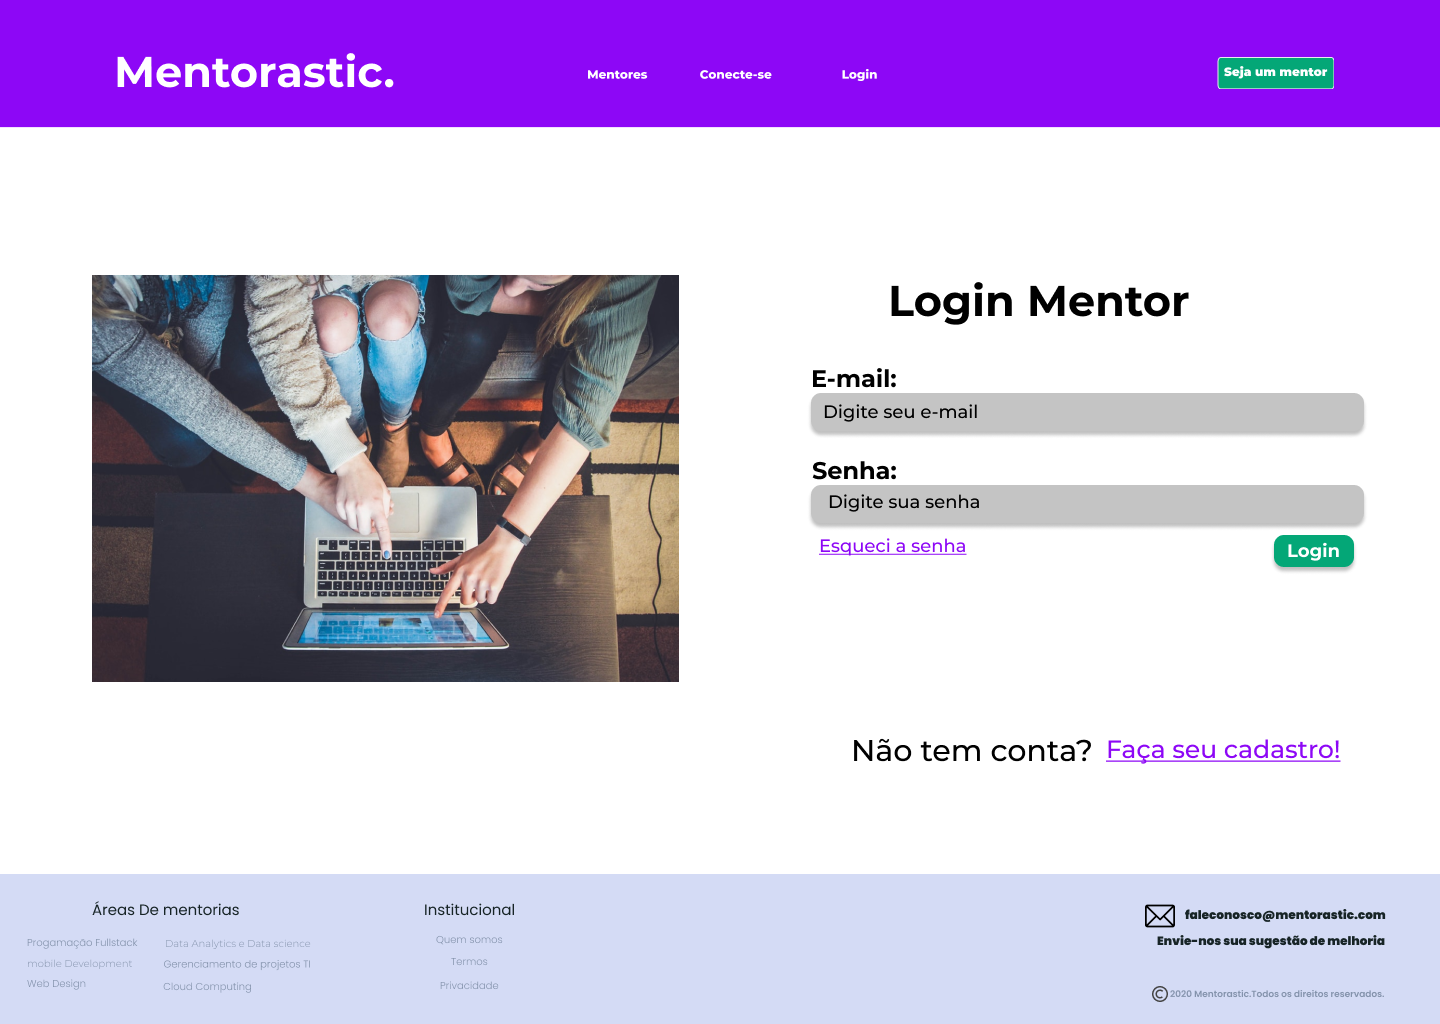 Mentorastic.
Mentores
Conecte-se
Login
Seja um mentor
Login Mentor
E-mail:
Digite seu e-mail
Senha:
Digite sua senha
Esqueci a senha
Login
Não tem conta? Faça seu cadastro!
Áreas De mentorias
Progamação Fullstack
mobile Development
Web Design
Data Analytics e Data science
Gerenciamento de projetos TI
Cloud Computing
Institucional
Quem somos
Termos
Privacidade
faleconosco@mentorastic.com
Envie-nos sua sugestão de melhoria
© 2020 Mentorastic.Todos os direitos reservados.